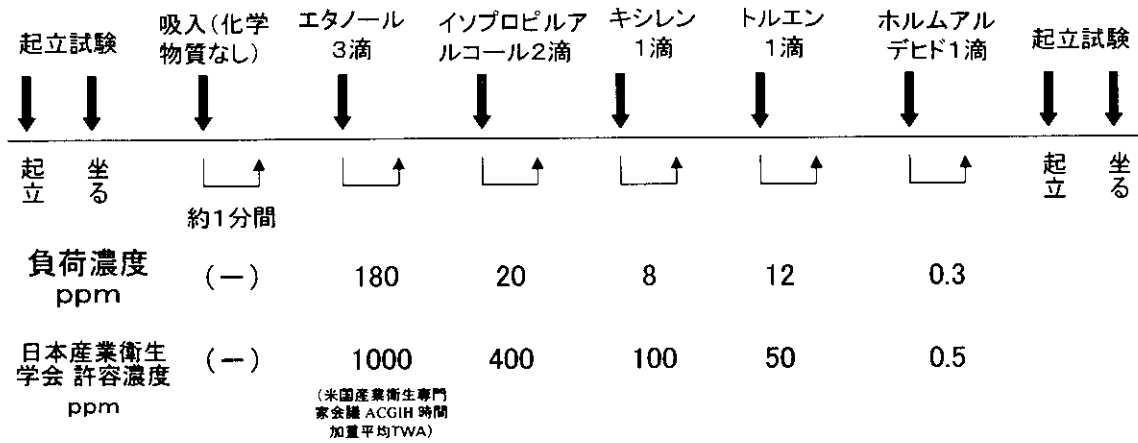 起立試験
吸入（化学
物質なし）
エタノール
3滴
イソプロピルア
ルコール2滴
キシレン
1滴
トルエン
1滴
ホルムアル
デヒド1滴
起立試験
起立
坐る
約1分間
起立
坐る
負荷濃度
ppm
（－）
180
20
8
12
0.3
日本産業衛生
学会 許容濃度
ppm
（－）
1000
400
100
50
0.5
（米国産業衛生専門
家会議 ACGIH 時間
加重平均TWA）